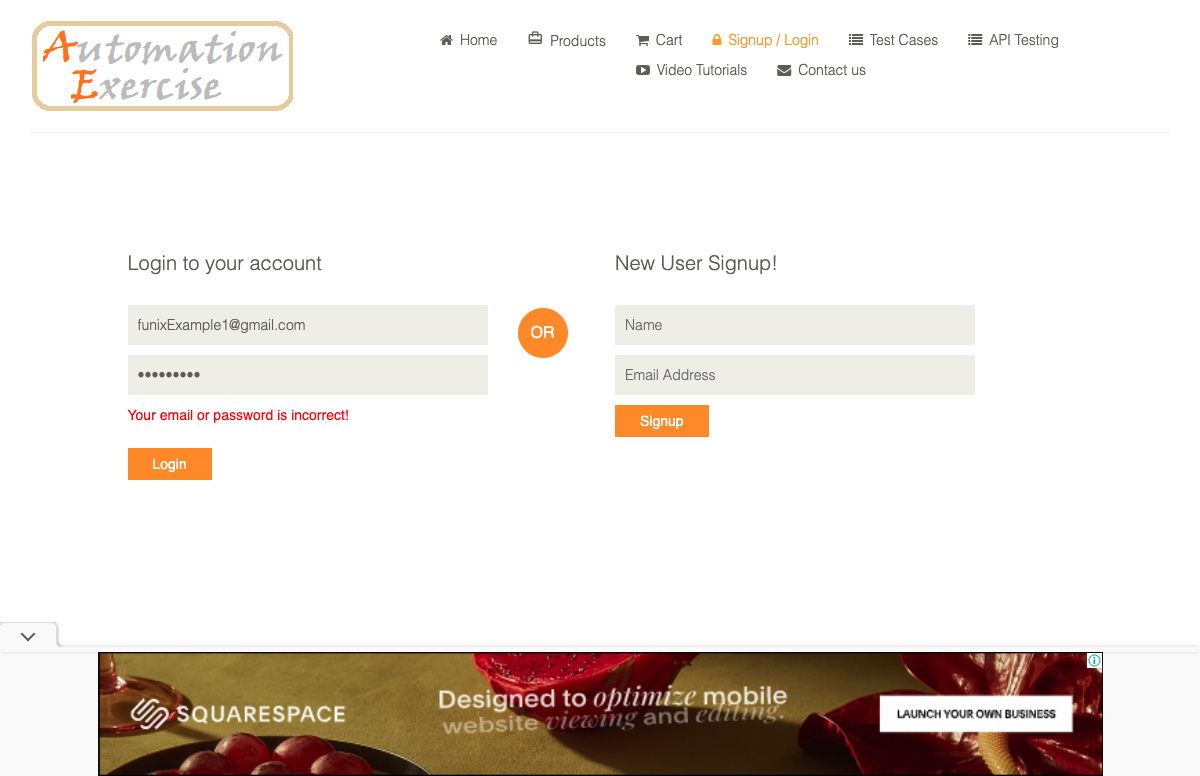 Automation
Exercise
Home
Products
Cart
Signup / Login
Test Cases
API Testing
Video Tutorials
Contact us
Login to your account
funixExample1@gmail.com
•••••••••
Your email or password is incorrect!
Login
OR
New User Signup!
Name
Email Address
Signup
SQUARESPACE
Designed to optimize mobile
website viewing and editing.
LAUNCH YOUR OWN BUSINESS